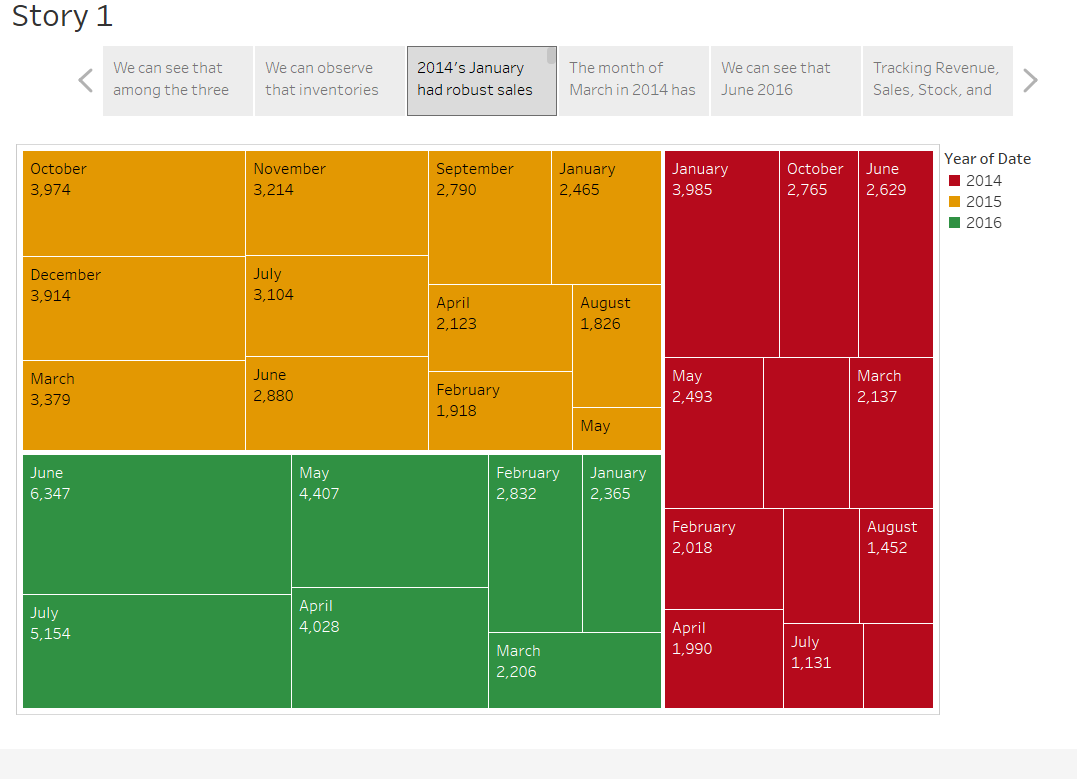 Story 1
We can see that
among the three
We can observe
that inventories
2014's January
had robust sales
The month of
March in 2014 has
We can see that
June 2016
Tracking Revenue,
Sales, Stock, and
October
3,974
November
3,214
September
2,790
January
2,465
December
3,914
July
3,104
April
2,123
August
1,826
March
3,379
June
2,880
February
1,918
May
June
6,347
May
4,407
February
2,832
January
2,365
July
5,154
April
4,028
March
2,206
January
3,985
October
2,765
June
2,629
May
2,493
March
2,137
February
2,018
August
1,452
April
1,990
July
1,131
Year of Date
2014
2015
2016